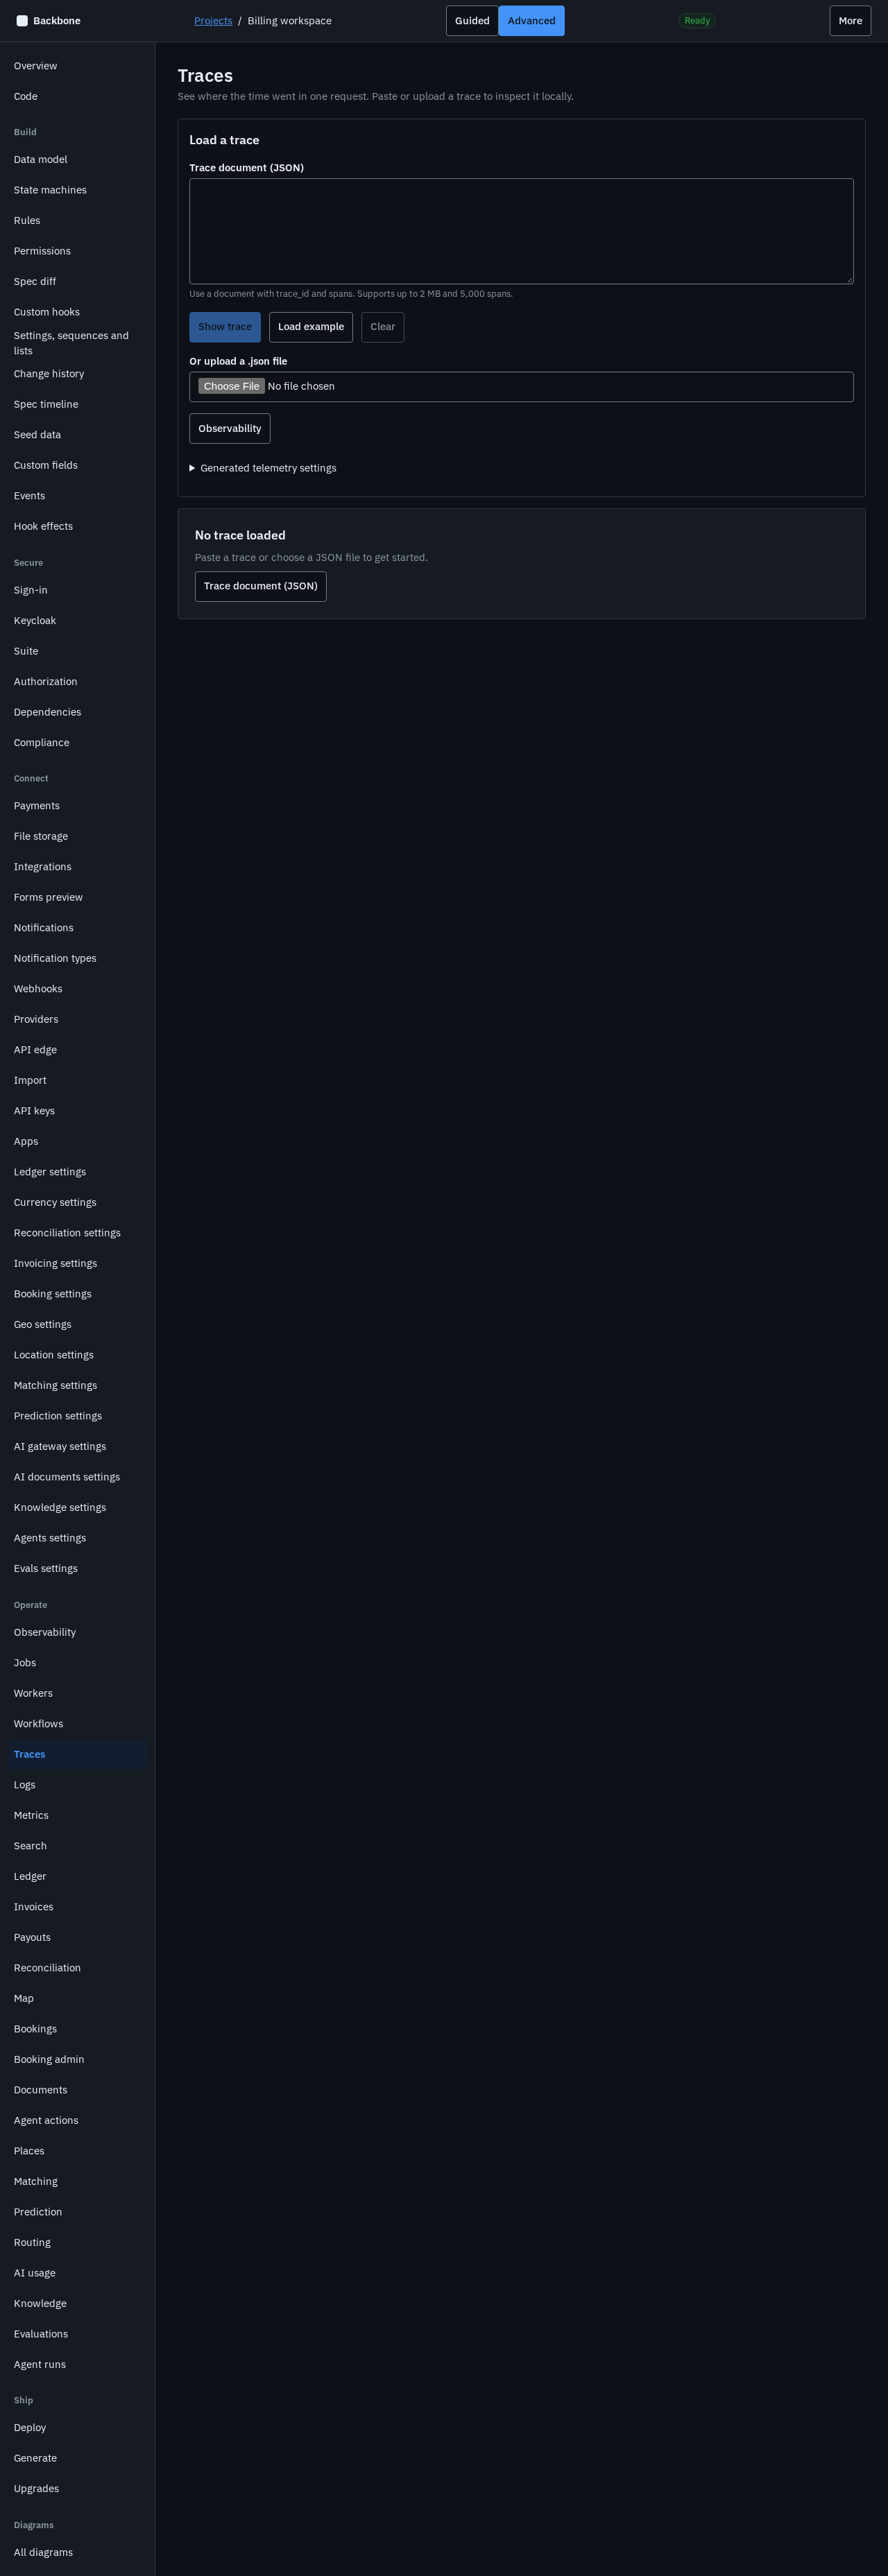 Backbone
Projects / Billing workspace
Guided
Advanced
Ready
More
Overview
Code
Build
Data model
State machines
Rules
Permissions
Spec diff
Custom hooks
Settings, sequences and
lists
Change history
Spec timeline
Seed data
Custom fields
Events
Hook effects
Secure
Sign-in
Keycloak
Suite
Authorization
Dependencies
Compliance
Connect
Payments
File storage
Integrations
Forms preview
Notifications
Notification types
Webhooks
Providers
API edge
Import
API keys
Apps
Ledger settings
Currency settings
Reconciliation settings
Invoicing settings
Booking settings
Geo settings
Location settings
Matching settings
Prediction settings
AI gateway settings
AI documents settings
Knowledge settings
Agents settings
Evals settings
Operate
Observability
Jobs
Workers
Workflows
Traces
Logs
Metrics
Search
Ledger
Invoices
Payouts
Reconciliation
Map
Bookings
Booking admin
Documents
Agent actions
Places
Matching
Prediction
Routing
AI usage
Knowledge
Evaluations
Agent runs
Ship
Deploy
Generate
Upgrades
Diagrams
All diagrams
Traces
See where the time went in one request. Paste or upload a trace to inspect it locally.
Load a trace
Trace document (JSON)
Use a document with trace_id and spans. Supports up to 2 MB and 5,000 spans.
Show trace
Load example
Clear
Or upload a .json file
Choose File No file chosen
Observability
Generated telemetry settings
No trace loaded
Paste a trace or choose a JSON file to get started.
Trace document (JSON)